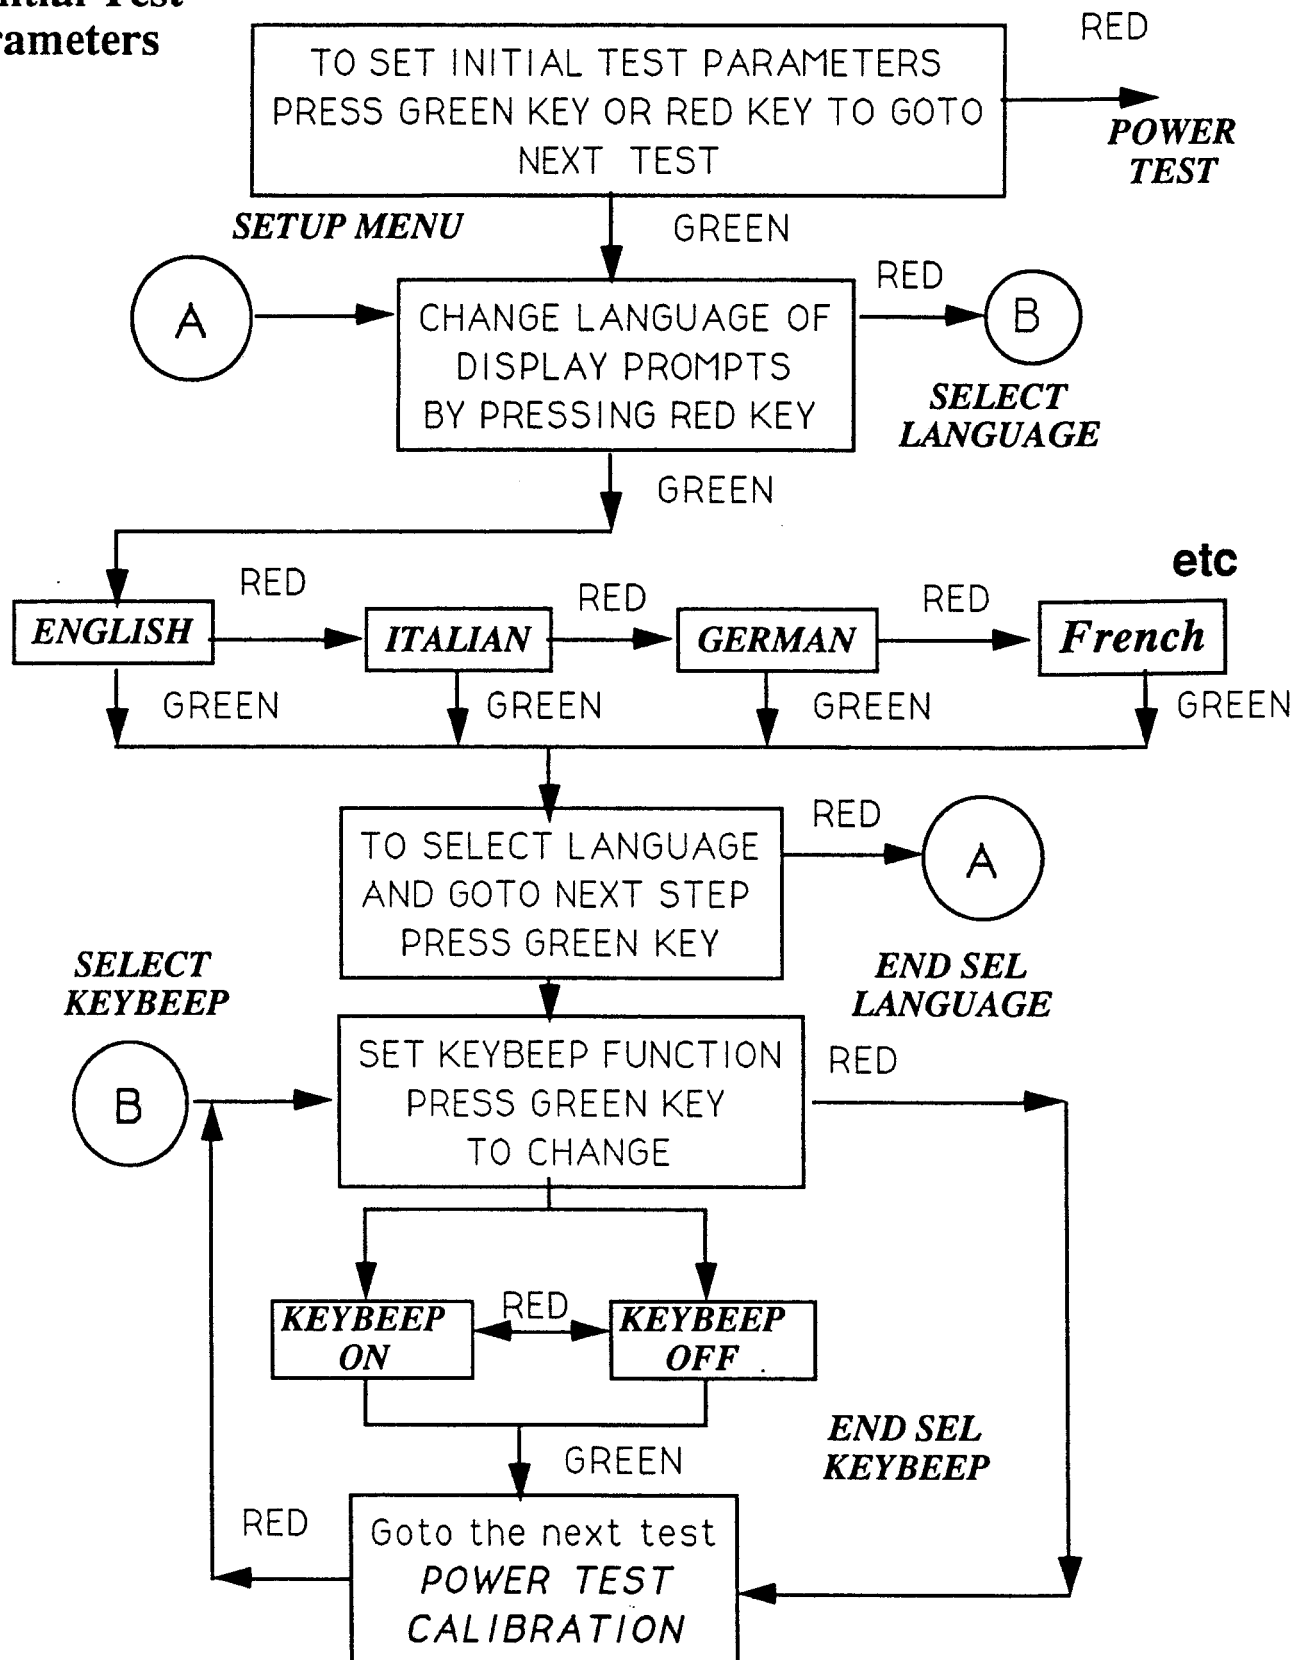 rameters
RED
TO SET INITIAL TEST PARAMETERS
PRESS GREEN KEY OR RED KEY TO GOTO
NEXT TEST
POWER
TEST
SETUP MENU
GREEN
RED
A
CHANGE LANGUAGE OF
DISPLAY PROMPTS
BY PRESSING RED KEY
B
SELECT
LANGUAGE
GREEN
etc
RED
RED
RED
ENGLISH
ITALIAN
GERMAN
French
GREEN
GREEN
GREEN
GREEN
TO SELECT LANGUAGE
AND GOTO NEXT STEP
PRESS GREEN KEY
RED
A
END SEL
LANGUAGE
SELECT
KEYBEEP
B
SET KEYBEEP FUNCTION
PRESS GREEN KEY
TO CHANGE
RED
KEYBEEP
ON
RED
KEYBEEP
OFF
END SEL
KEYBEEP
GREEN
RED
Goto the next test
POWER TEST
CALIBRATION